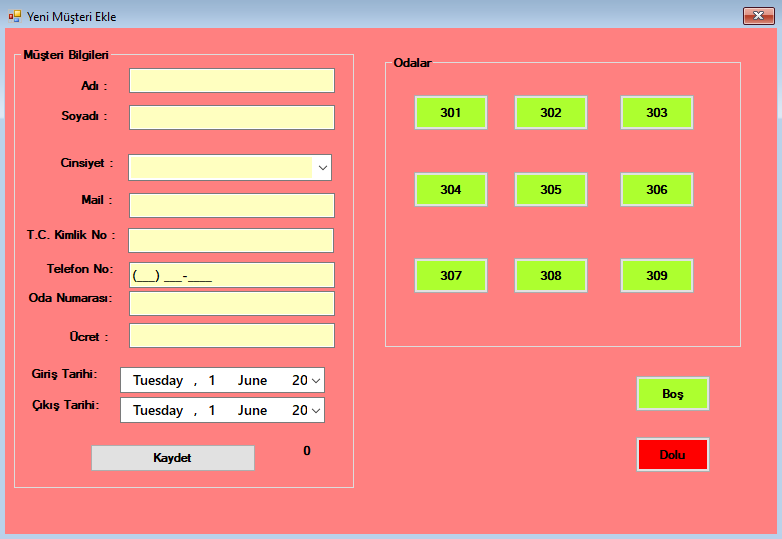 Yeni Müşteri Ekle
Müşteri Bilgileri
Adı :
Soyadı :
Cinsiyet :
Mail :
T.C. Kimlik No :
Telefon No:
(___) ___-____
Oda Numarası:
Ücret :
Giriş Tarihi:
Tuesday , 1 June 20
Çıkış Tarihi:
Tuesday , 1 June 20
Kaydet
0
Odalar
301 302 303
304 305 306
307 308 309
Boş
Dolu